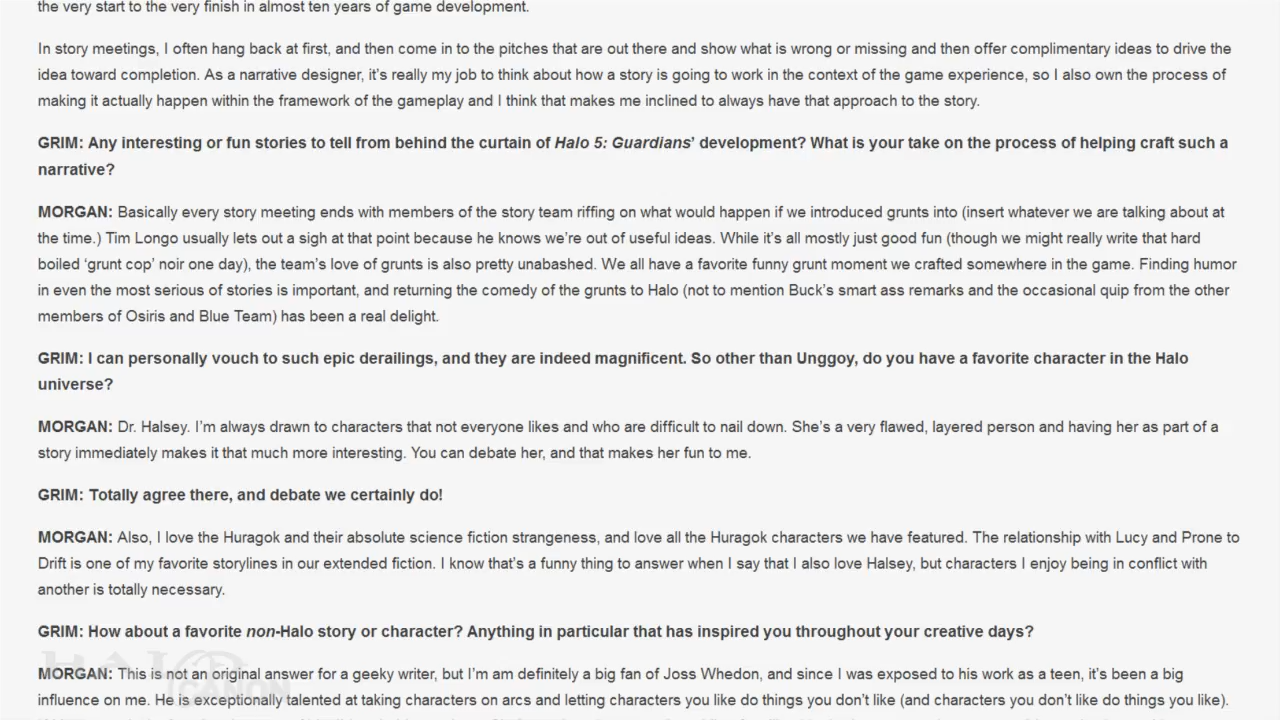 the very start to the very finish in almost ten years of game development.
In story meetings, I often hang back at first, and then come in to the pitches that are out there and show what is wrong or missing and then offer complimentary ideas to drive the
idea toward completion. As a narrative designer, it's really my job to think about how a story is going to work in the context of the game experience, so I also own the process of
making it actually happen within the framework of the gameplay and I think that makes me inclined to always have that approach to the story.
GRIM: Any interesting or fun stories to tell from behind the curtain of Halo 5: Guardians' development? What is your take on the process of helping craft such a
narrative?
MORGAN: Basically every story meeting ends with members of the story team riffing on what would happen if we introduced grunts into (insert whatever we are talking about at
the time.) Tim Longo usually lets out a sigh at that point because he knows we're out of useful ideas. While it's all mostly just good fun (though we might really write that hard
boiled 'grunt cop' noir one day), the team's love of grunts is also pretty unabashed. We all have a favorite funny grunt moment we crafted somewhere in the game. Finding humor
in even the most serious of stories is important, and returning the comedy of the grunts to Halo (not to mention Buck's smart ass remarks and the occasional quip from the other
members of Osiris and Blue Team) has been a real delight.
GRIM: I can personally vouch to such epic derailings, and they are indeed magnificent. So other than Unggoy, do you have a favorite character in the Halo
universe?
MORGAN: Dr. Halsey. I'm always drawn to characters that not everyone likes and who are difficult to nail down. She's a very flawed, layered person and having her as part of a
story immediately makes it that much more interesting. You can debate her, and that makes her fun to me.
GRIM: Totally agree there, and debate we certainly do!
MORGAN: Also, I love the Huragok and their absolute science fiction strangeness, and love all the Huragok characters we have featured. The relationship with Lucy and Prone to
Drift is one of my favorite storylines in our extended fiction. I know that's a funny thing to answer when I say that I also love Halsey, but characters I enjoy being in conflict with
another is totally necessary.
GRIM: How about a favorite non-Halo story or character? Anything in particular that has inspired you throughout your creative days?
MORGAN: This is not an original answer for a geeky writer, but I'm am definitely a big fan of Joss Whedon, and since I was exposed to his work as a teen, it's been a big
influence on me. He is exceptionally talented at taking characters on arcs and letting characters you like do things you don't like (and characters you don't like do things you like).
HALO
CANON